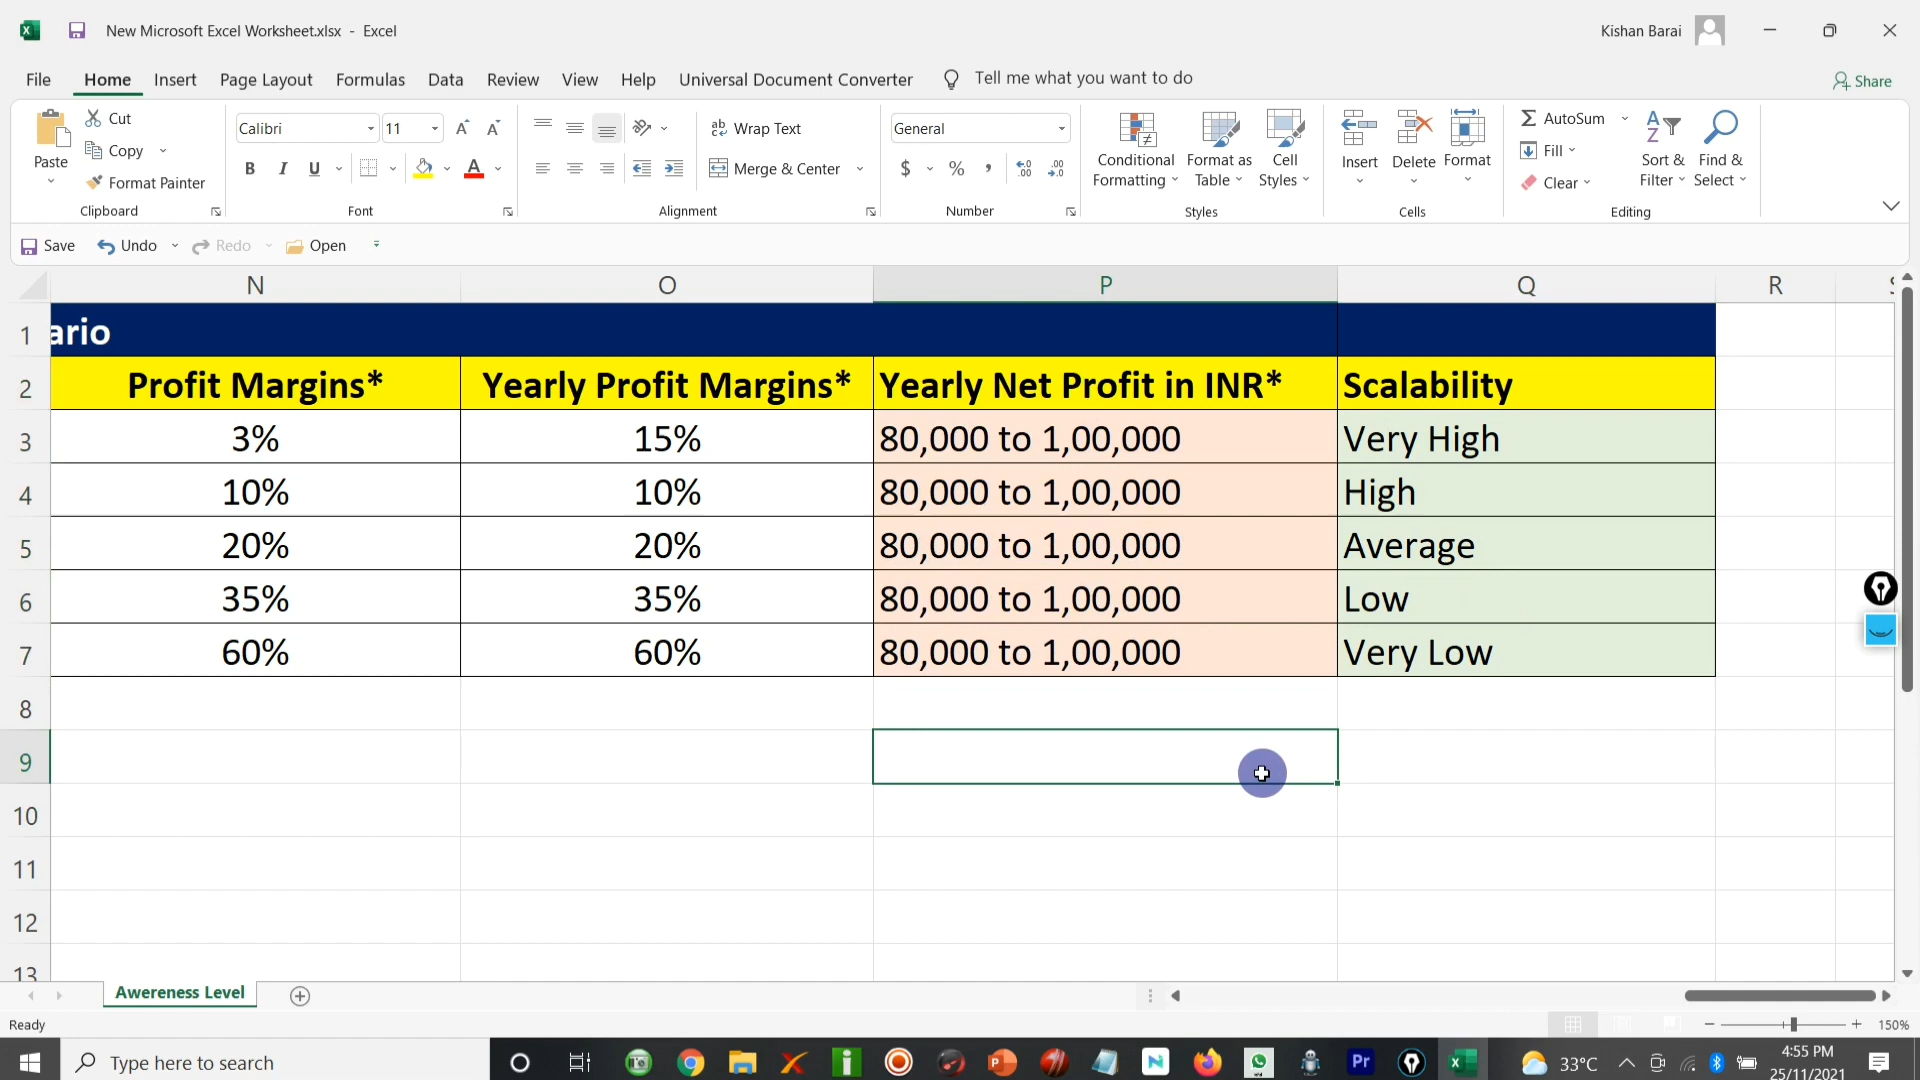 New Microsoft Excel Worksheet.xlsx - Excel
Kishan Barai
File Home Insert Page Layout Formulas Data Review View Help Universal Document Converter Tell me what you want to do Share
Paste
Cut
Copy
Format Painter
Clipboard
Calibri 11
B I U A
Font
ab Wrap Text
Merge & Center
Alignment
General
$ % ,
Number
Conditional Formatting
Format as Table
Cell Styles
Styles
Insert Delete Format
Cells
AutoSum
Fill
Clear
Sort & Filter
Find & Select
Editing
Save Undo Redo Open
N O P Q R
1 ario
2 Profit Margins* Yearly Profit Margins* Yearly Net Profit in INR* Scalability
3 3% 15% 80,000 to 1,00,000 Very High
4 10% 10% 80,000 to 1,00,000 High
5 20% 20% 80,000 to 1,00,000 Average
6 35% 35% 80,000 to 1,00,000 Low
7 60% 60% 80,000 to 1,00,000 Very Low
8
9
10
11
12
13
Awereness Level
Ready
150%
Type here to search
33°C
4:55 PM
25/11/2021